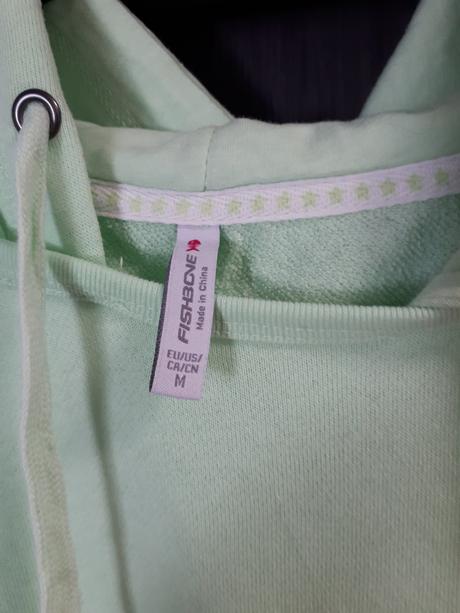 FISHBONE
Made in China
EU/US/
CA/CN
M